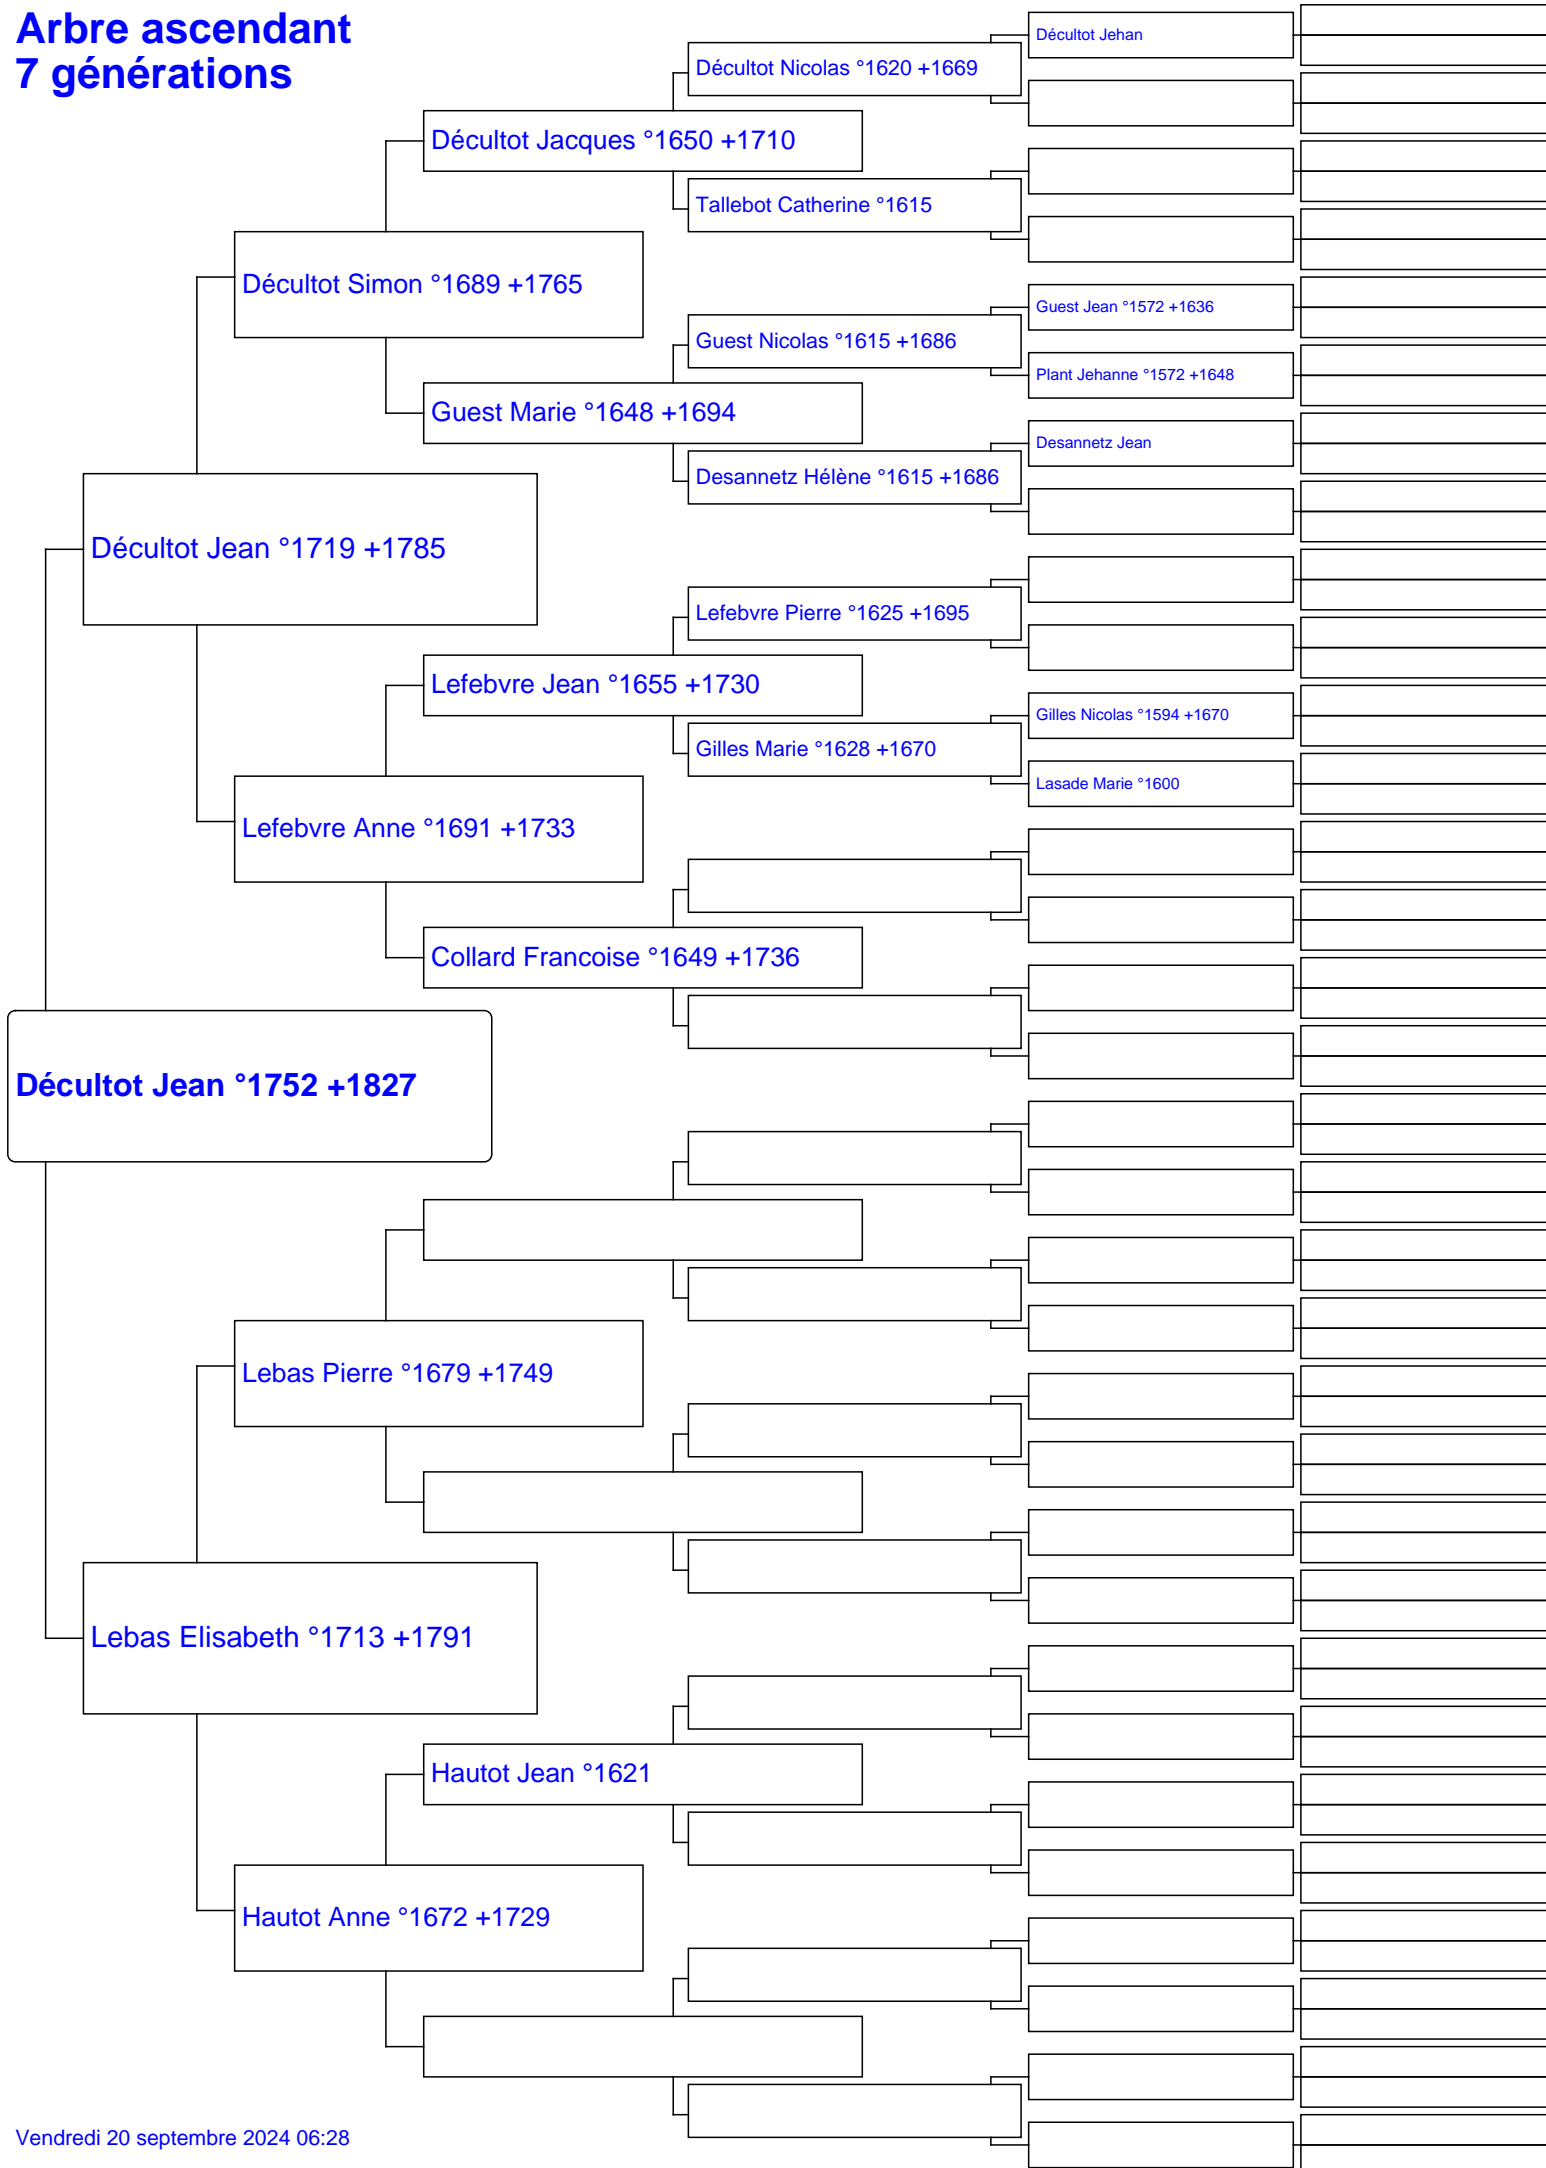 Arbre ascendant
7 générations
Décultot Jehan
Décultot Nicolas °1620 +1669
Décultot Jacques °1650 +1710
Tallebot Catherine °1615
Décultot Simon °1689 +1765
Guest Jean °1572 +1636
Guest Nicolas °1615 +1686
Plant Jehanne °1572 +1648
Guest Marie °1648 +1694
Desannetz Jean
Desannetz Hélène °1615 +1686
Décultot Jean °1719 +1785
Lefebvre Pierre °1625 +1695
Lefebvre Jean °1655 +1730
Gilles Nicolas °1594 +1670
Gilles Marie °1628 +1670
Lasade Marie °1600
Lefebvre Anne °1691 +1733
Collard Francoise °1649 +1736
Décultot Jean °1752 +1827
Lebas Pierre °1679 +1749
Lebas Elisabeth °1713 +1791
Hautot Jean °1621
Hautot Anne °1672 +1729
Vendredi 20 septembre 2024 06:28